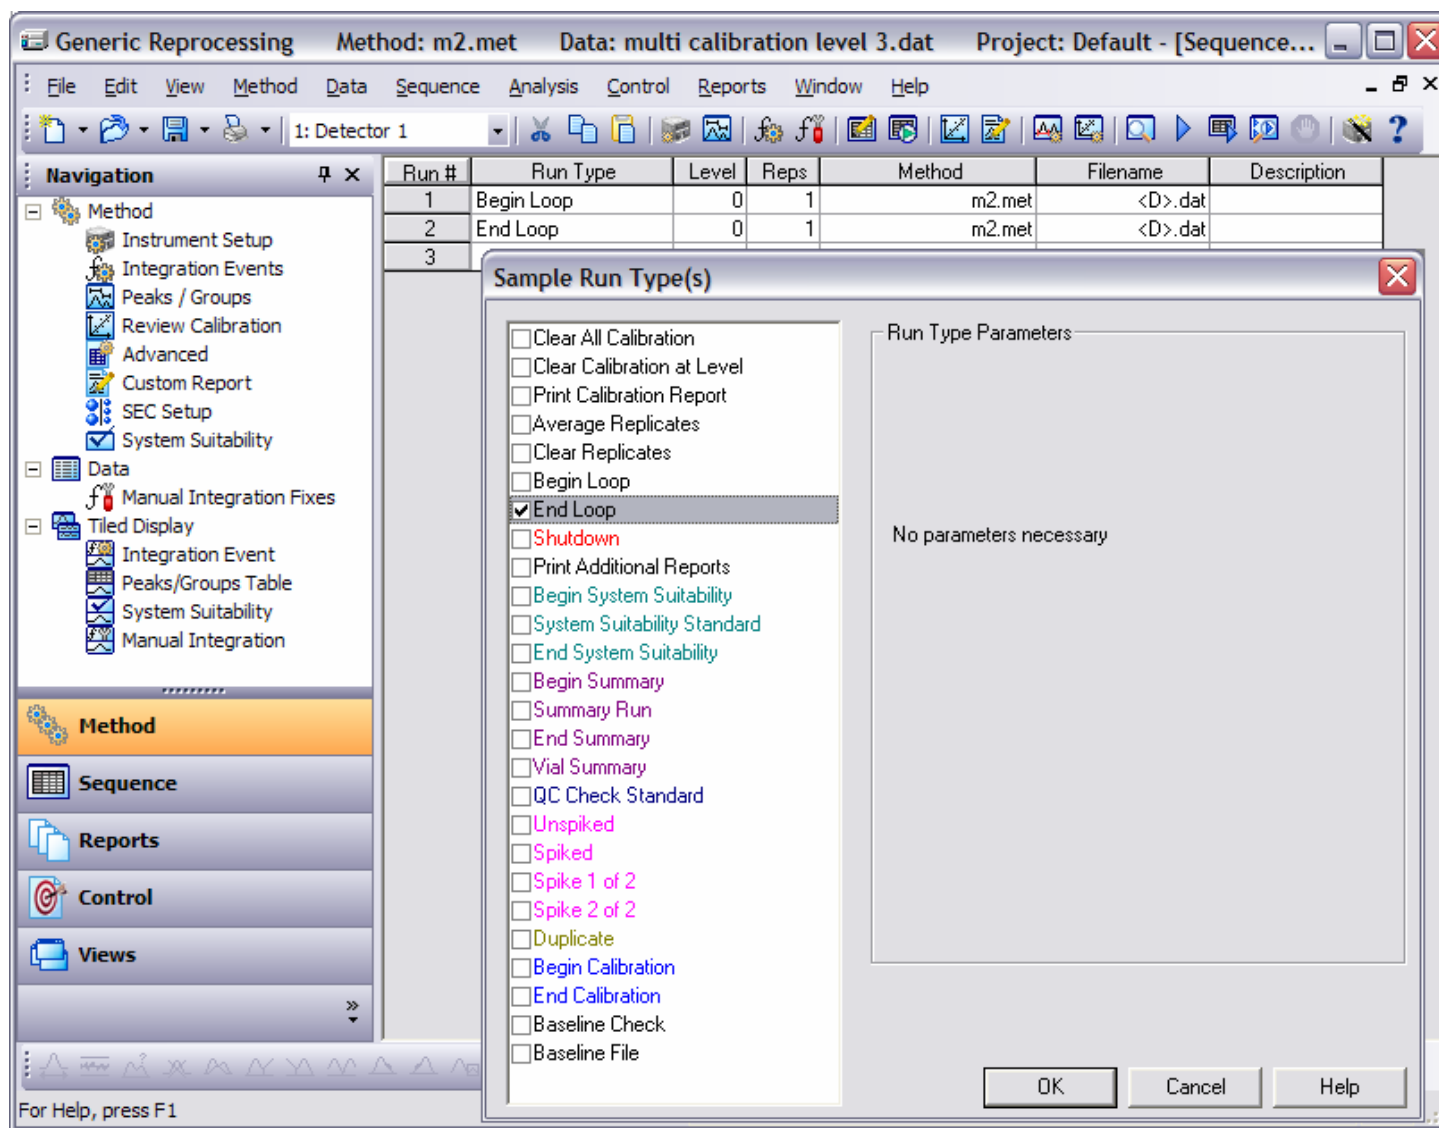 Generic Reprocessing Method: m2.met Data: multi calibration level 3.dat Project: Default - [Sequence...
File Edit View Method Data Sequence Analysis Control Reports Window Help
1: Detector 1
Navigation
Method
Instrument Setup
Integration Events
Peaks / Groups
Review Calibration
Advanced
Custom Report
SEC Setup
System Suitability
Data
Manual Integration Fixes
Tiled Display
Integration Event
Peaks/Groups Table
System Suitability
Manual Integration
Method
Sequence
Reports
Control
Views
Run # Run Type Level Reps Method Filename Description
1 Begin Loop 0 1 m2.met <D>.dat
2 End Loop 0 1 m2.met <D>.dat
3
Sample Run Type(s)
Clear All Calibration
Clear Calibration at Level
Print Calibration Report
Average Replicates
Clear Replicates
Begin Loop
End Loop
Shutdown
Print Additional Reports
Begin System Suitability
System Suitability Standard
End System Suitability
Begin Summary
Summary Run
End Summary
Vial Summary
QC Check Standard
Unspiked
Spiked
Spike 1 of 2
Spike 2 of 2
Duplicate
Begin Calibration
End Calibration
Baseline Check
Baseline File
Run Type Parameters
No parameters necessary
OK Cancel Help
For Help, press F1